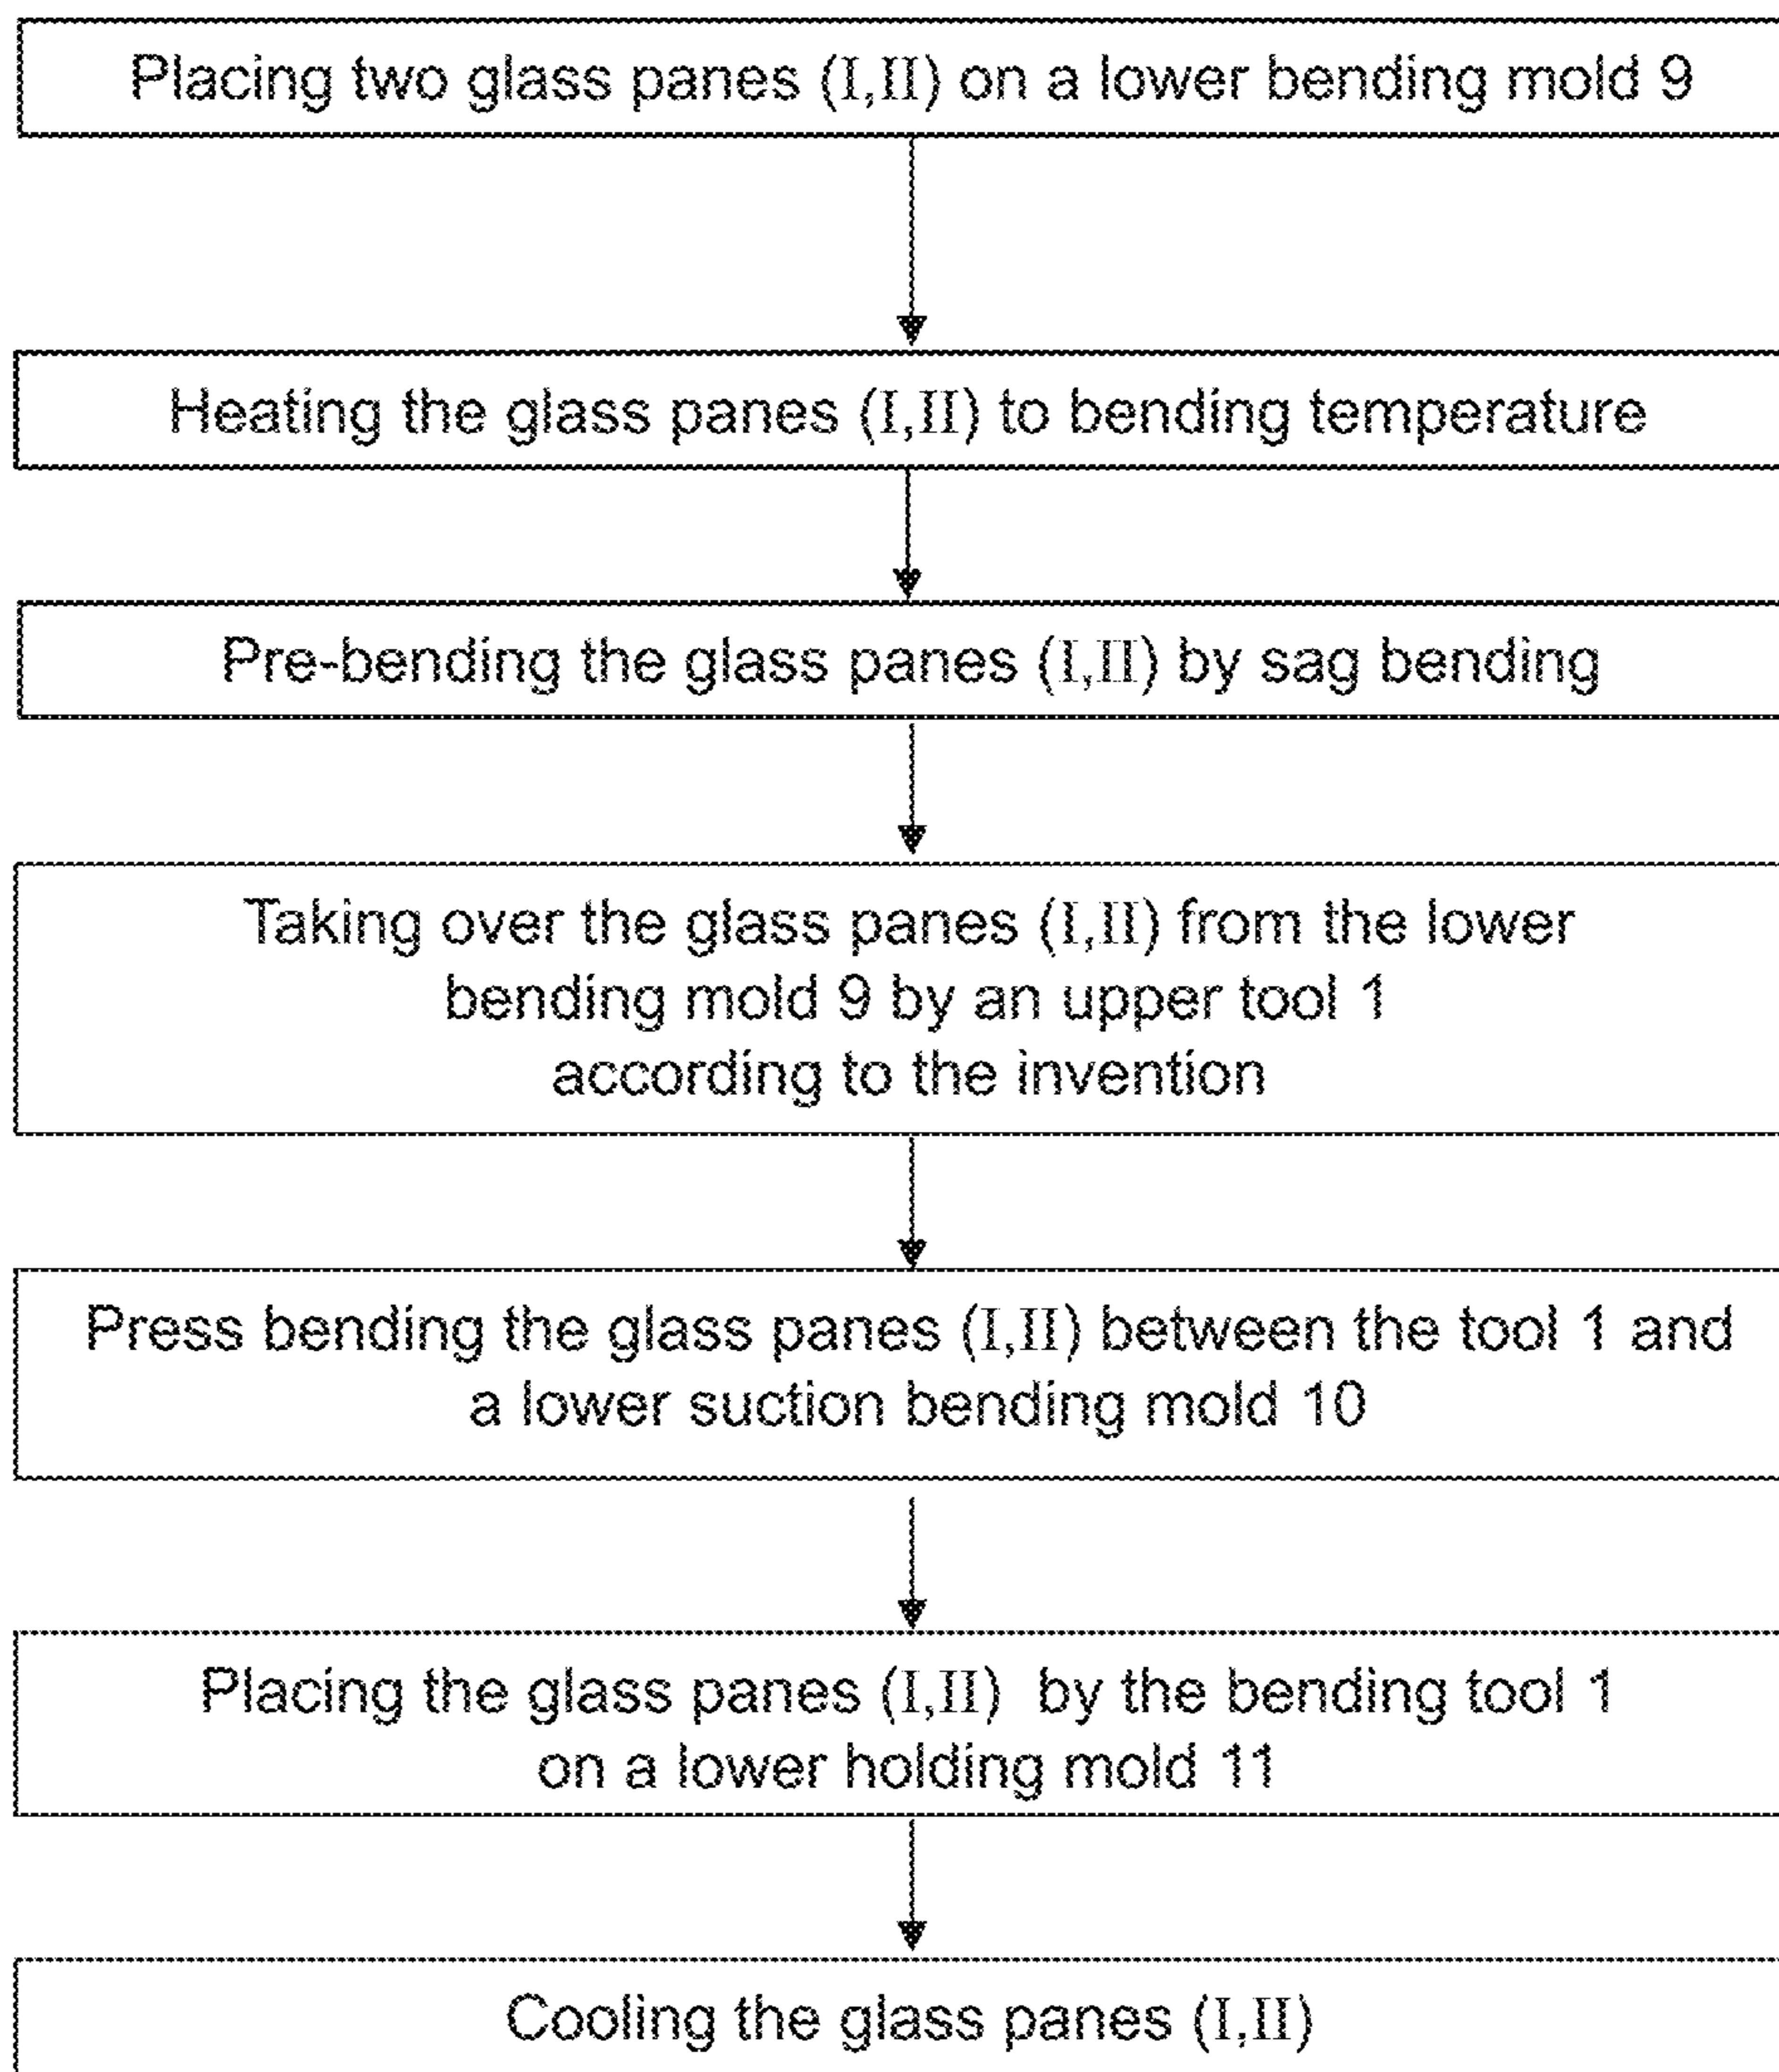 Placing two glass panes (I,II) on a lower bending mold 9
Heating the glass panes (I,II) to bending temperature
Pre-bending the glass panes (I,II) by sag bending
Taking over the glass panes (I,II) from the lower
bending mold 9 by an upper tool 1
according to the invention
Press bending the glass panes (I,II) between the tool 1 and
a lower suction bending mold 10
Placing the glass panes (I,II) by the bending tool 1
on a lower holding mold 11
Cooling the glass panes (I,II)